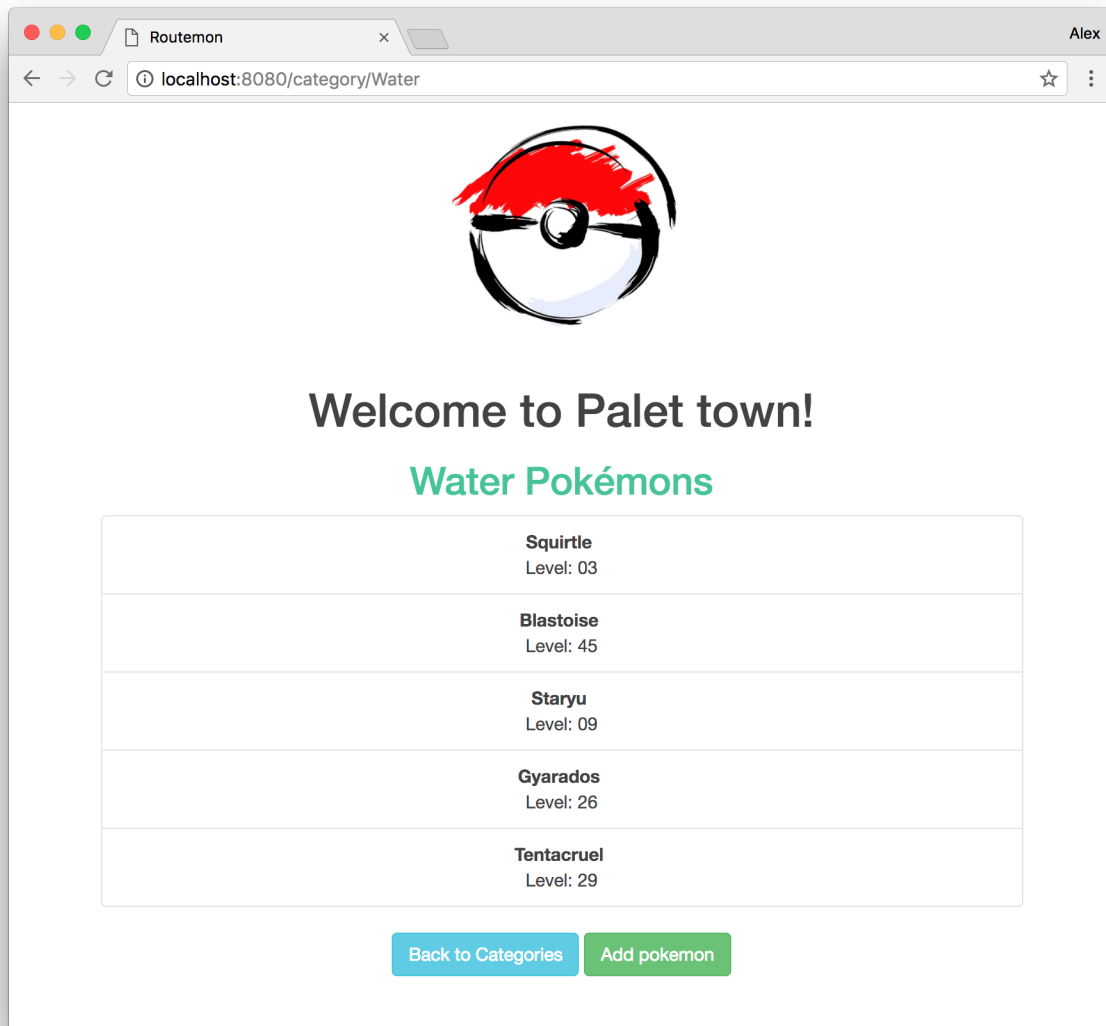 Routemon
Alex
localhost:8080/category/Water
Welcome to Palet town!
Water Pokémons
Squirtle
Level: 03
Blastoise
Level: 45
Staryu
Level: 09
Gyarados
Level: 26
Tentacruel
Level: 29
Back to Categories
Add pokemon